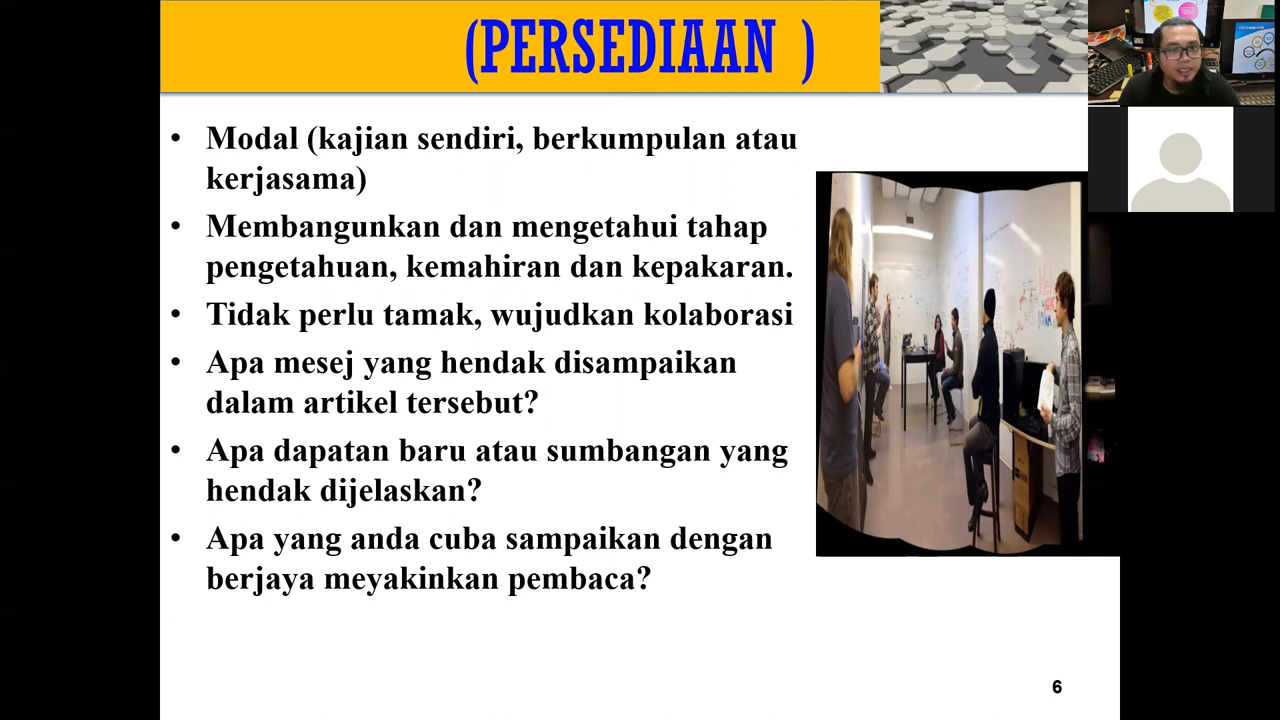 (PERSEDIAAN )
• Modal (kajian sendiri, berkumpulan atau
kerjasama)
• Membangunkan dan mengetahui tahap
pengetahuan, kemahiran dan kepakaran.
• Tidak perlu tamak, wujudkan kolaborasi
• Apa mesej yang hendak disampaikan
dalam artikel tersebut?
• Apa dapatan baru atau sumbangan yang
hendak dijelaskan?
• Apa yang anda cuba sampaikan dengan
berjaya meyakinkan pembaca?
6